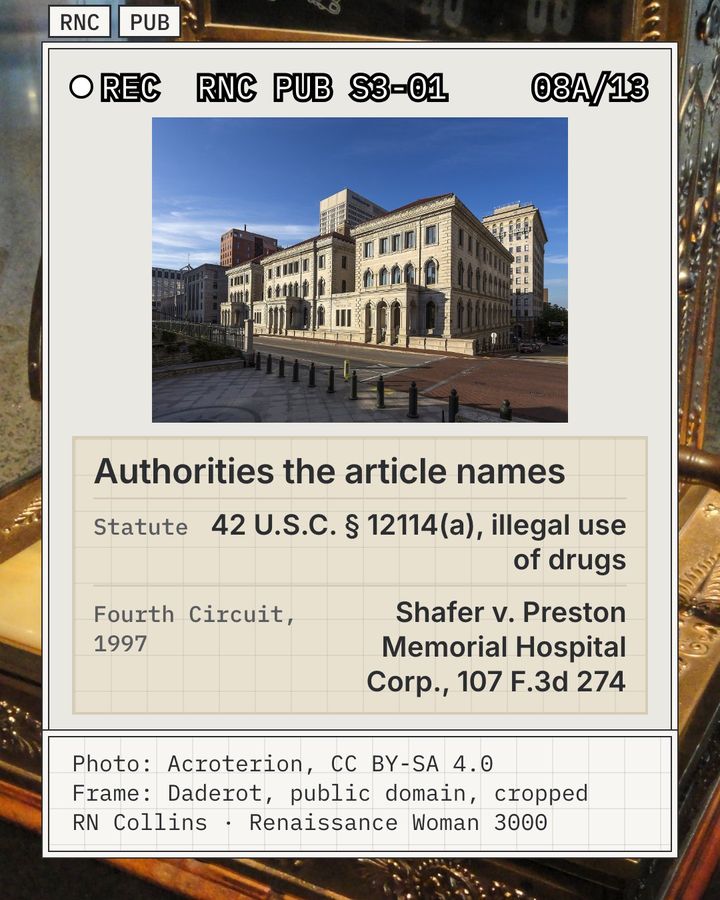 RNC PUB
REC RNC PUB S3-01 08A/13
Authorities the article names
Statute 42 U.S.C. § 12114(a), illegal use
of drugs
Fourth Circuit,
1997
Shafer v. Preston
Memorial Hospital
Corp., 107 F.3d 274
Photo: Acroterion, CC BY-SA 4.0
Frame: Daderot, public domain, cropped
RN Collins · Renaissance Woman 3000